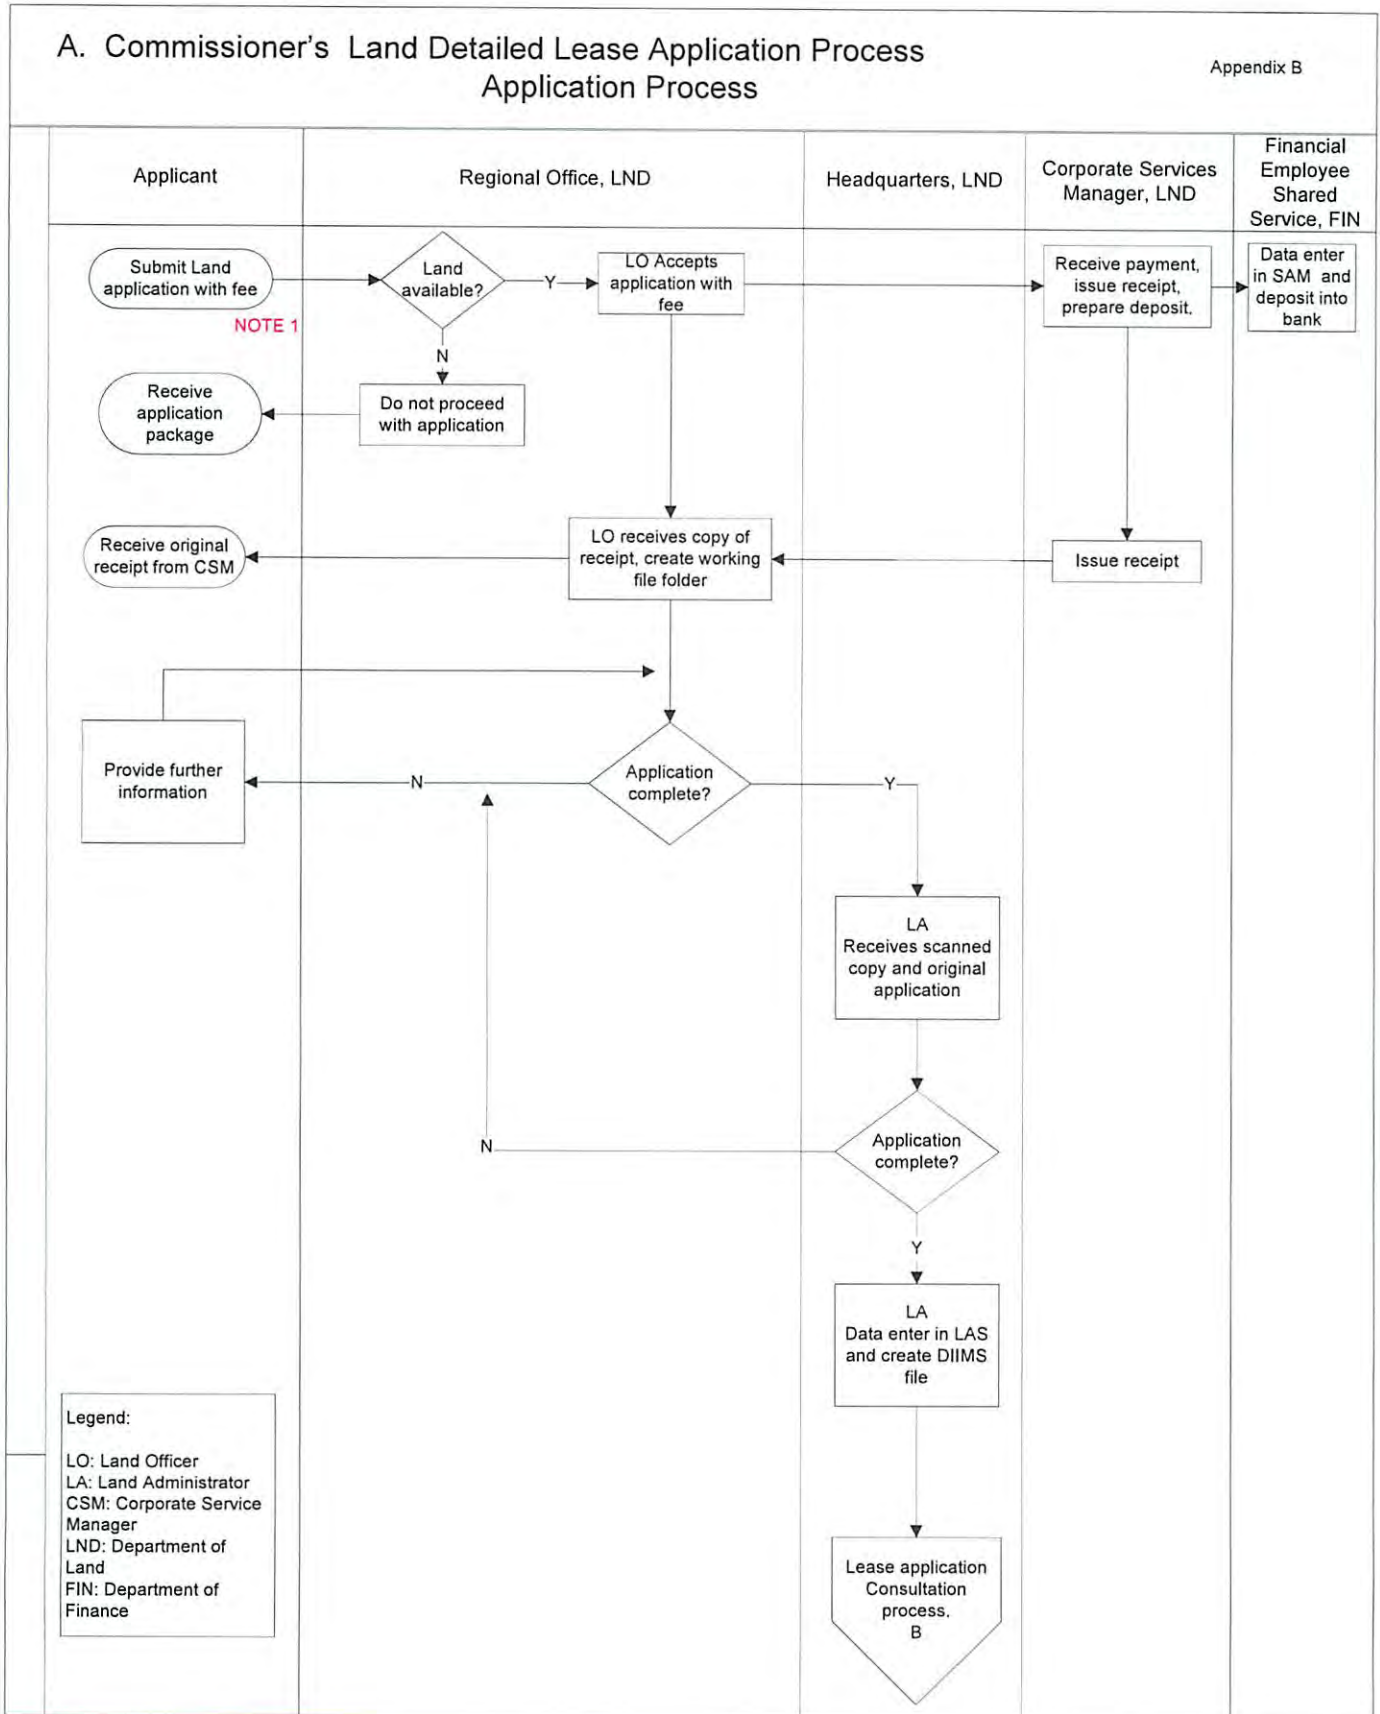 A. Commissioner's Land Detailed Lease Application Process
Application Process
Appendix B
Applicant
Regional Office, LND
Headquarters, LND
Corporate Services
Manager, LND
Financial
Employee
Shared
Service, FIN
Submit Land
application with fee
NOTE 1
Land
available?
Y
LO Accepts
application with
fee
Receive payment,
issue receipt,
prepare deposit.
Data enter
in SAM and
deposit into
bank
N
Receive
application
package
Do not proceed
with application
Receive original
receipt from CSM
LO receives copy of
receipt, create working
file folder
Issue receipt
Provide further
information
N
Application
complete?
Y
LA
Receives scanned
copy and original
application
N
Application
complete?
Y
LA
Data enter in LAS
and create DIIMS
file
Legend:
LO: Land Officer
LA: Land Administrator
CSM: Corporate Service
Manager
LND: Department of
Land
FIN: Department of
Finance
Lease application
Consultation
process.
B